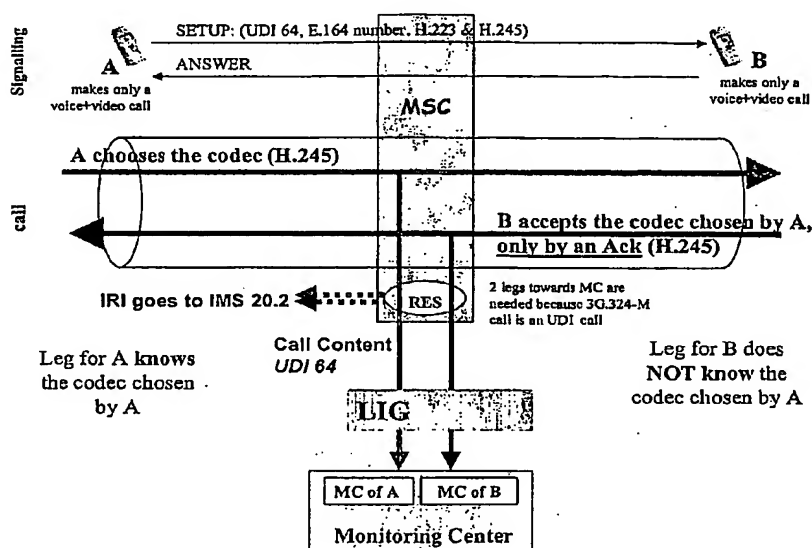 Signalling
SETUP: (UDI 64, E.164 number, H.223 & H.245)
ANSWER
A
makes only a
voice+video call
B
makes only a
voice+video call
MSC
call
A chooses the codec (H.245)
B accepts the codec chosen by A,
only by an Ack (H.245)
IRI goes to IMS 20.2
RES
2 legs towards MC are
needed because 3G.324-M
call is an UDI call
Call Content
UDI 64
Leg for A knows
the codec chosen
by A
Leg for B does
NOT know the
codec chosen by A
LIG
MC of A
MC of B
Monitoring Center